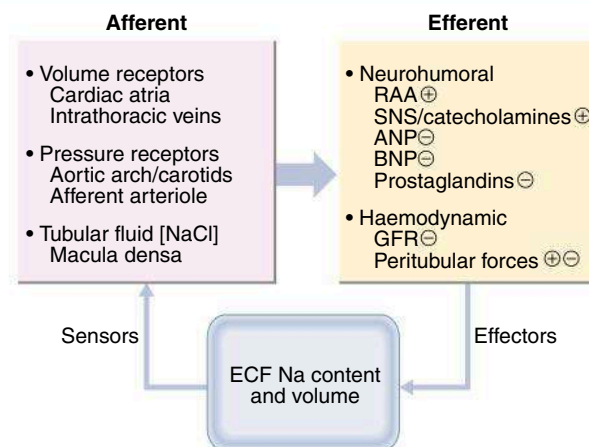 Afferent
• Volume receptors
Cardiac atria
Intrathoracic veins
• Pressure receptors
Aortic arch/carotids
Afferent arteriole
• Tubular fluid [NaCl]
Macula densa
Efferent
• Neurohumoral
RAA ⊕
SNS/catecholamines ⊕
ANP ⊖
BNP ⊖
Prostaglandins ⊖
• Haemodynamic
GFR ⊖
Peritubular forces ⊕⊖
Sensors
Effectors
ECF Na content
and volume